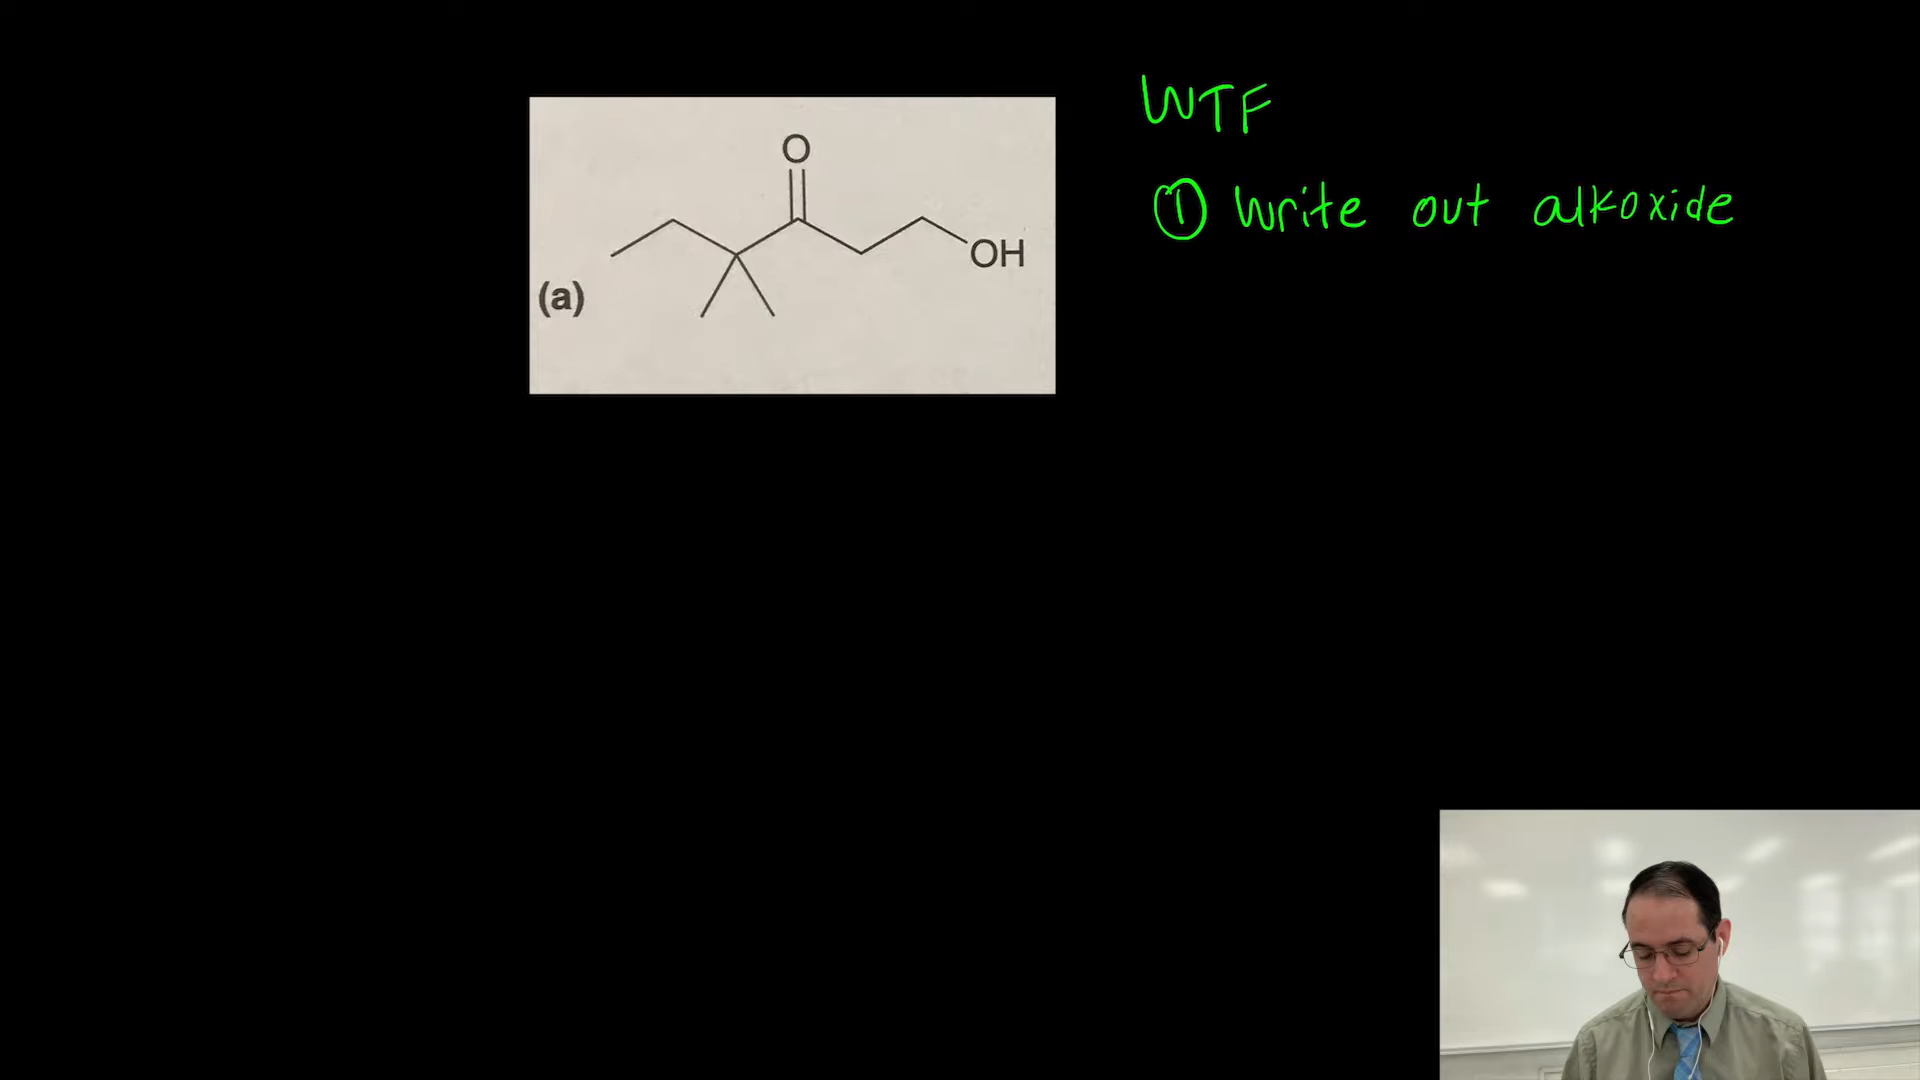 O
OH
(a)
WTF
① Write out alkoxide